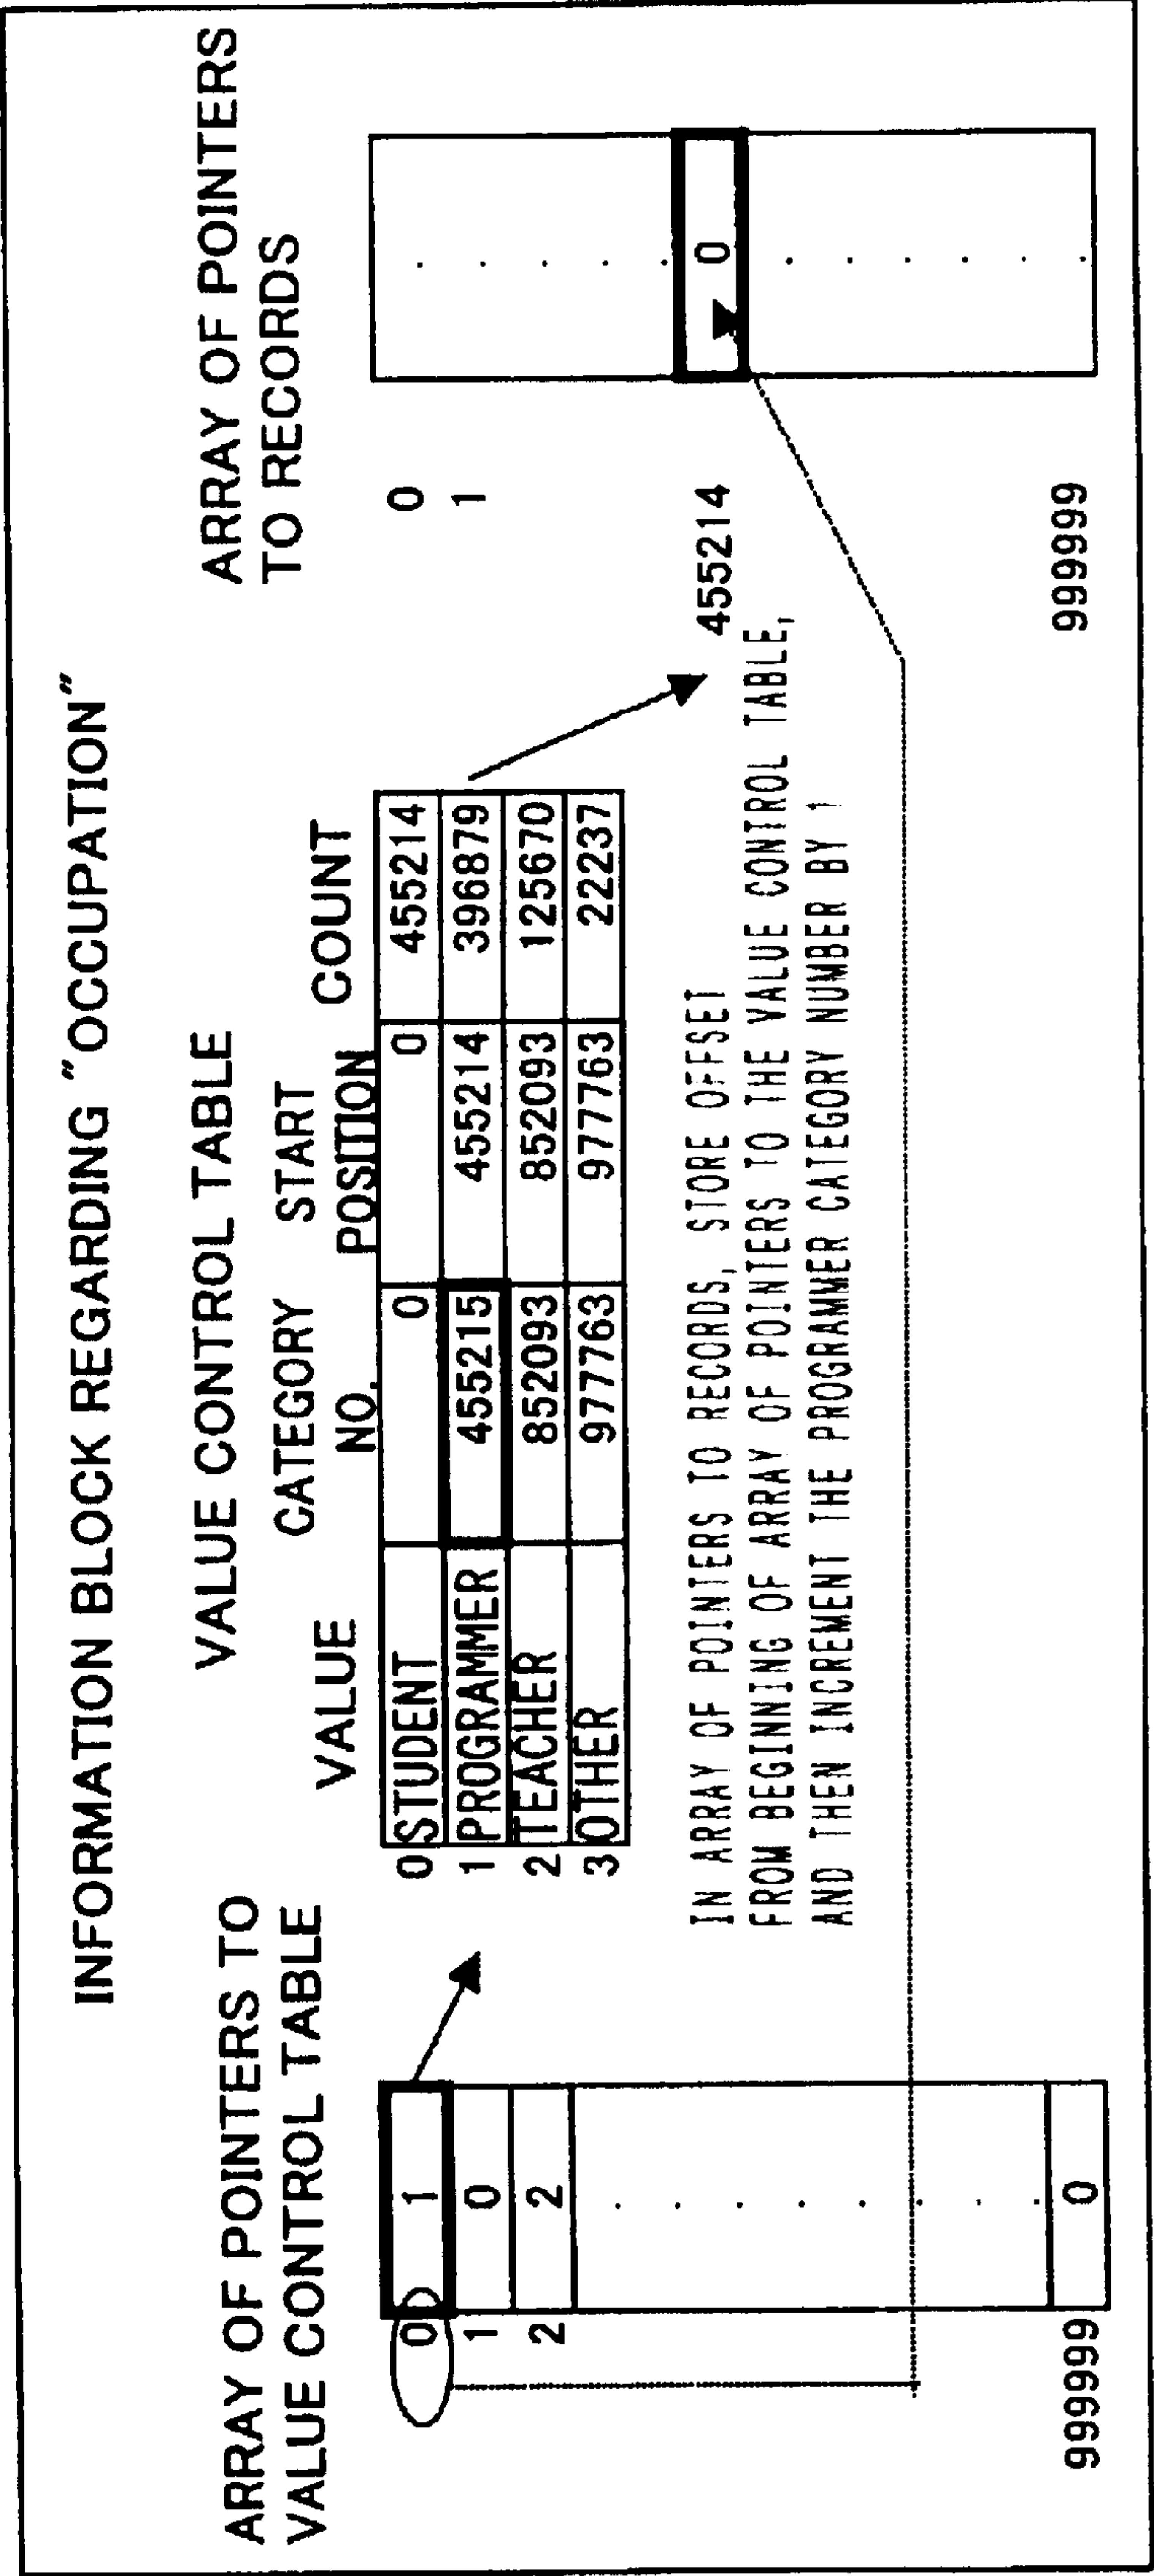 INFORMATION BLOCK REGARDING "OCCUPATION"
ARRAY OF POINTERS TO
VALUE CONTROL TABLE
0 1
1 0
2 2
999999 0
VALUE CONTROL TABLE
VALUE CATEGORY NO. START POSITION COUNT
0 STUDENT 0 0 455214
1 PROGRAMMER 455215 455214 396879
2 TEACHER 852093 852093 125670
3 OTHER 977763 977763 22237
IN ARRAY OF POINTERS TO RECORDS, STORE OFFSET
FROM BEGINNING OF ARRAY OF POINTERS TO THE VALUE CONTROL TABLE,
AND THEN INCREMENT THE PROGRAMMER CATEGORY NUMBER BY 1
ARRAY OF POINTERS
TO RECORDS
0
1
455214 0
999999